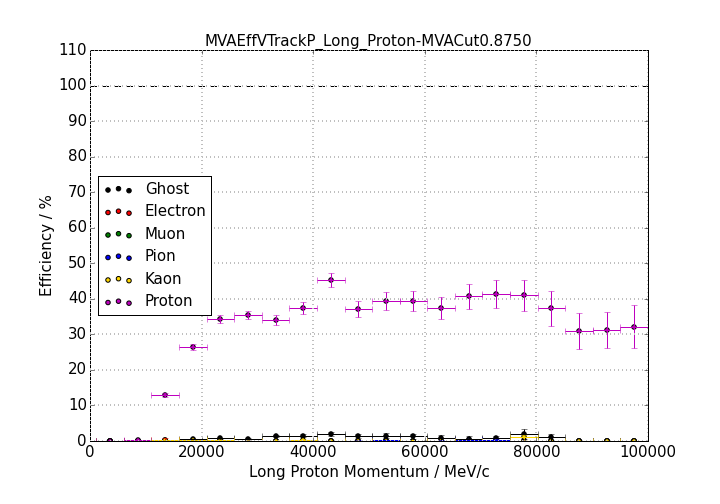 MVAEffVTrackP_Long_Proton-MVACut0.8750
110
100
90
80
70
60
50
40
30
20
10
0
Efficiency / %
Ghost
Electron
Muon
Pion
Kaon
Proton
0 20000 40000 60000 80000 100000
Long Proton Momentum / MeV/c